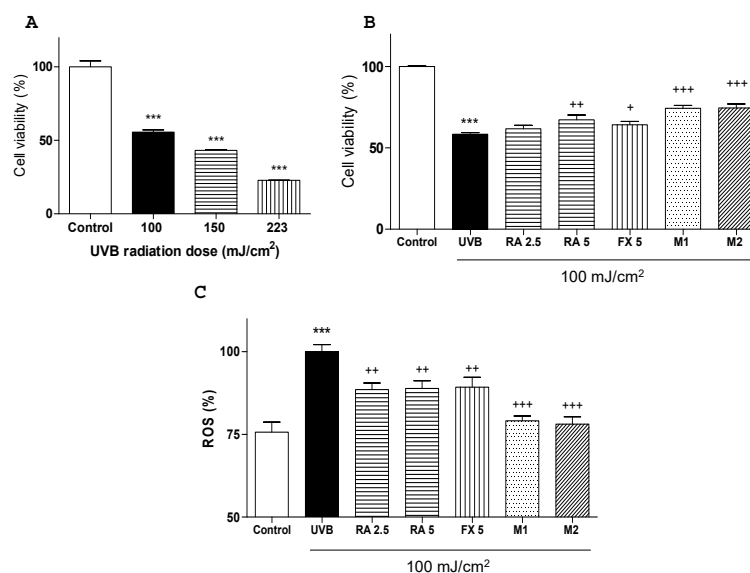 A
Cell viability (%)
100
50
0
***
***
***
Control 100 150 223
UVB radiation dose (mJ/cm²)
B
Cell viability (%)
100
50
0
***
++
+
+++
+++
Control UVB RA 2.5 RA 5 FX 5 M1 M2
100 mJ/cm²
C
ROS (%)
100
75
50
***
++
++
++
+++
+++
Control UVB RA 2.5 RA 5 FX 5 M1 M2
100 mJ/cm²